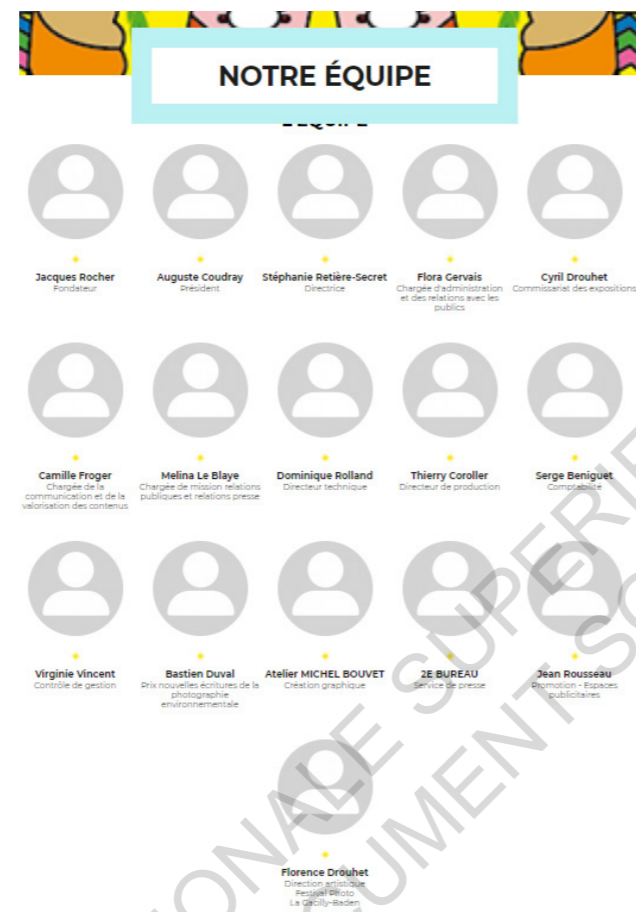 NOTRE ÉQUIPE
Jacques Rocher
Fondateur
Auguste Coudray
Président
Stéphanie Retière-Secret
Directrice
Flora Gervais
Chargée d'administration
et des relations avec les
publics
Cyril Drouhet
Commissariat des expositions
Camille Froger
Chargée de la
communication et de la
valorisation des contenus
Melina Le Blaye
Chargée de mission relations
publiques et relations presse
Dominique Rolland
Directeur technique
Thierry Coroller
Directeur de production
Serge Beniguet
Comptabilité
Virginie Vincent
Contrôle de gestion
Bastien Duval
Prix nouvelles écritures de la
photographie
environnementale
Atelier MICHEL BOUVET
Création graphique
2E BUREAU
Service de presse
Jean Rousseau
Promotion - Espaces
publicitaires
Florence Drouhet
Direction artistique
Festival Photo
La Gacilly-Baden